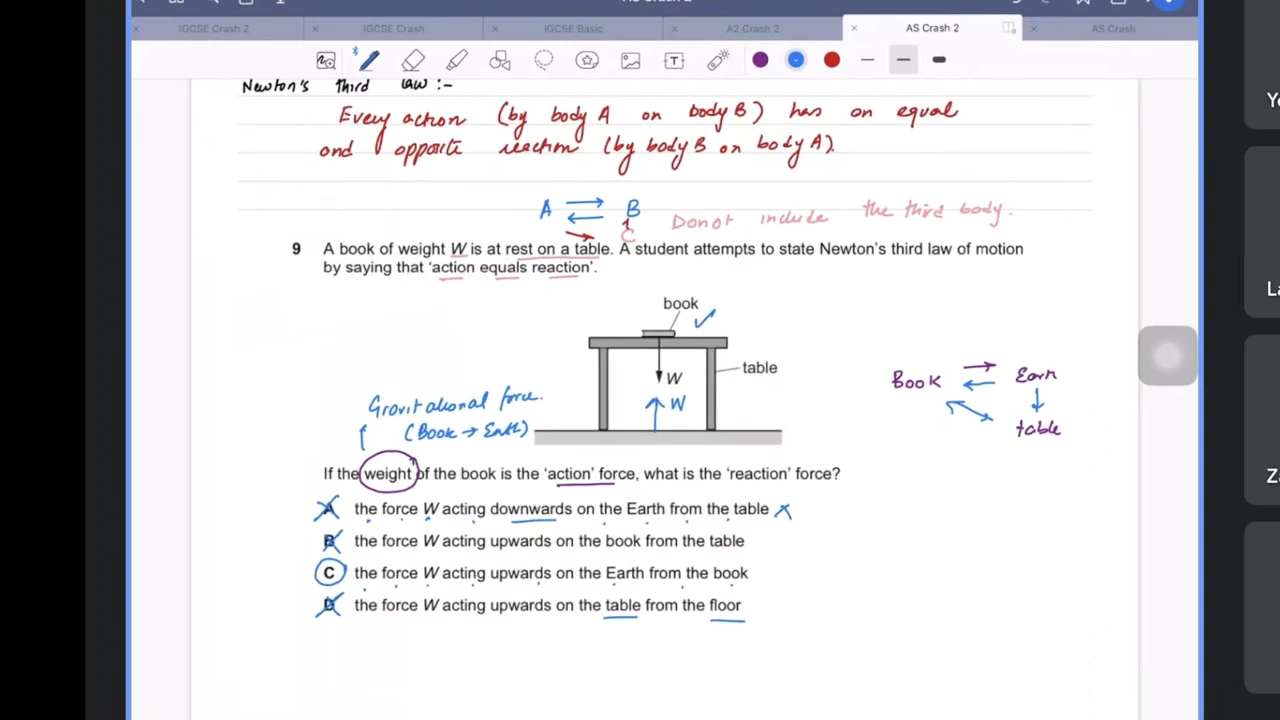 IGCSE Crash 2
IGCSE Crash
IGCSE Basic
A2 Crash 2
AS Crash 2
AS Crash
Newton's third law :-
Every action (by body A on body B) has an equal
and opposite reaction (by body B on body A).
A B Donot include the third body.
C
9 A book of weight W is at rest on a table. A student attempts to state Newton's third law of motion
by saying that 'action equals reaction'.
book
table
W
W
Gravitational force.
(Book → Earth)
Book Earh
table
If the weight of the book is the 'action' force, what is the 'reaction' force?
A the force W acting downwards on the Earth from the table
B the force W acting upwards on the book from the table
C the force W acting upwards on the Earth from the book
D the force W acting upwards on the table from the floor